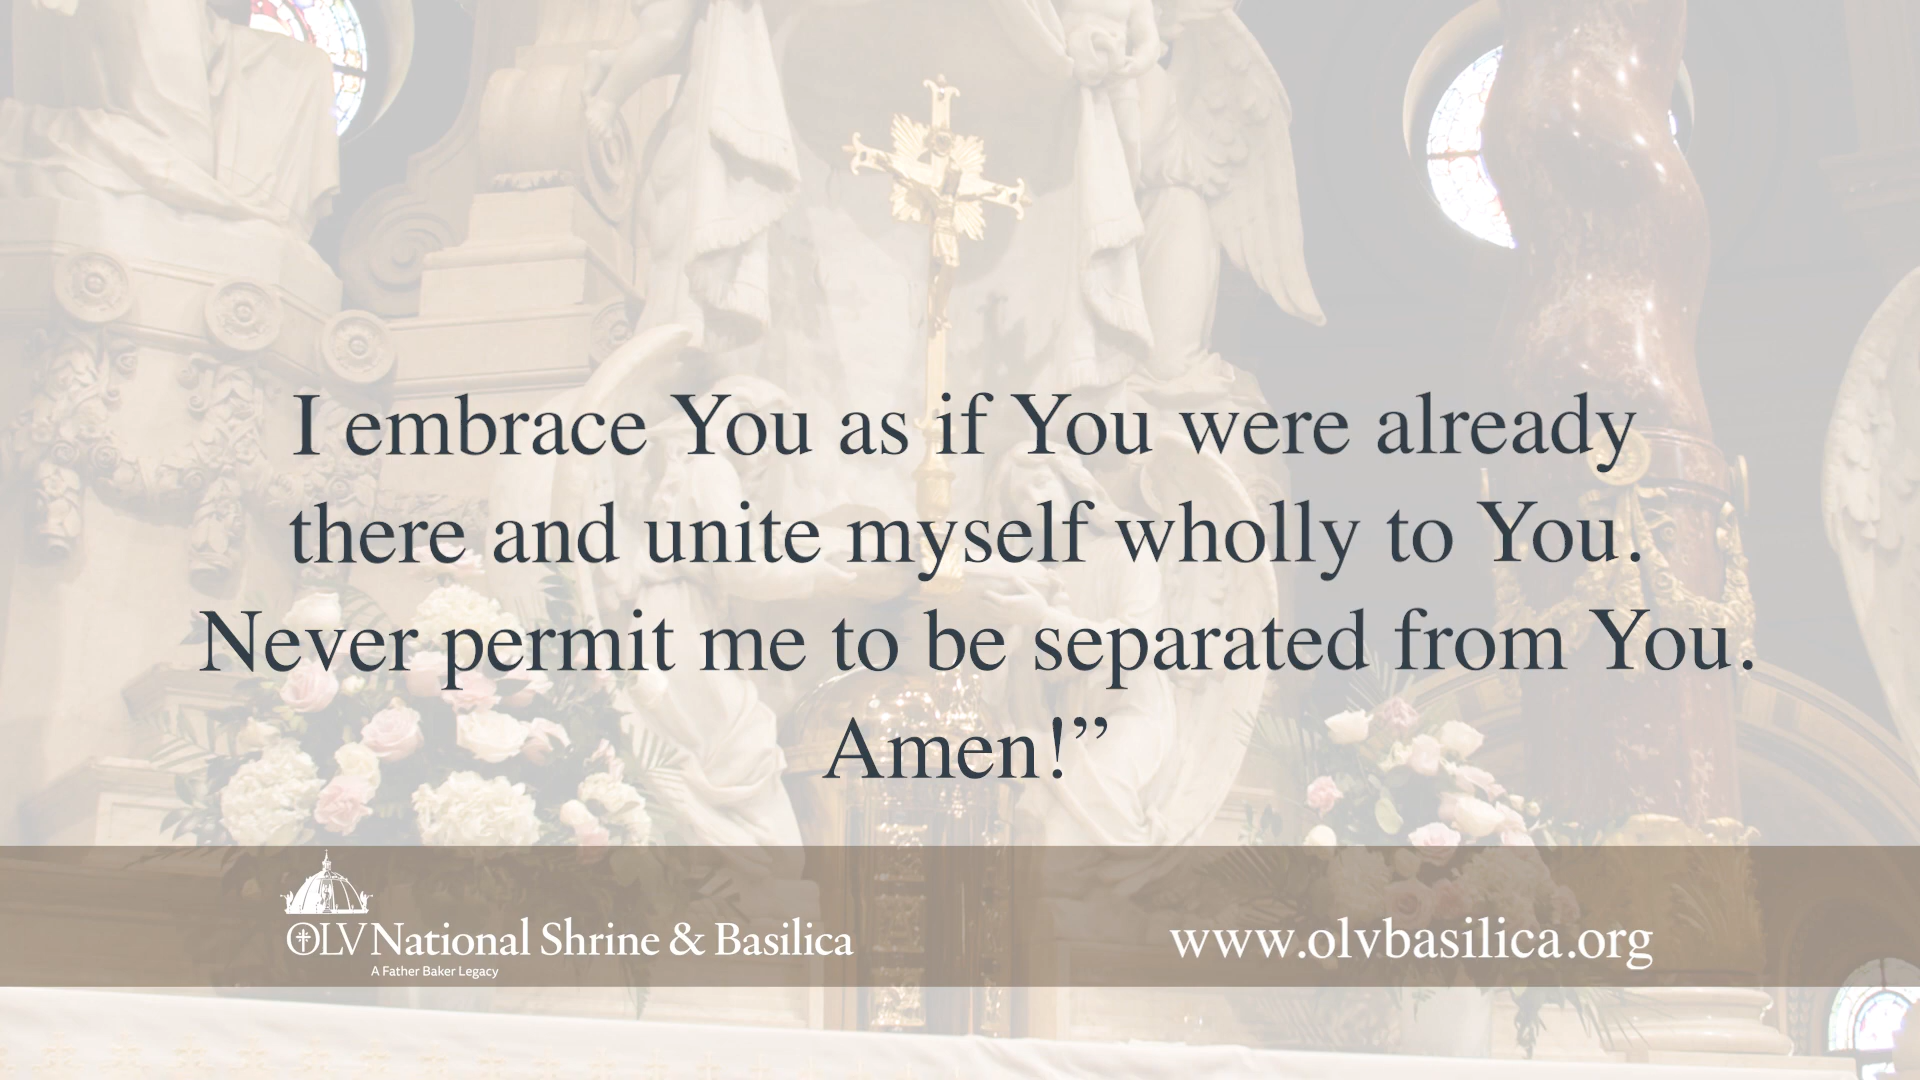 I embrace You as if You were already
there and unite myself wholly to You.
Never permit me to be separated from You.
Amen!”
OLV National Shrine & Basilica
A Father Baker Legacy
www.olvbasilica.org